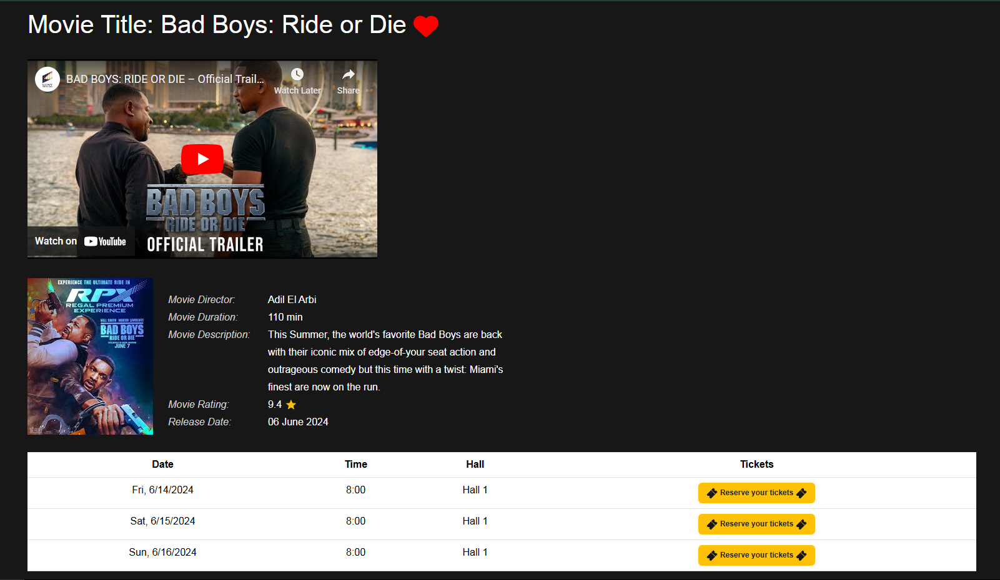 Movie Title: Bad Boys: Ride or Die
BAD BOYS: RIDE OR DIE – Official Trail...
Watch Later
Share
SONY
BAD BOYS
RIDE OR DIE
OFFICIAL TRAILER
Watch on YouTube
EXPERIENCE THE ULTIMATE RIDE IN
RPX
REGAL PREMIUM
EXPERIENCE
WILL SMITH MARTIN LAWRENCE
BAD BOYS
RIDE OR DIE
JUNE 7
Movie Director: Adil El Arbi
Movie Duration: 110 min
Movie Description: This Summer, the world's favorite Bad Boys are back
with their iconic mix of edge-of-your seat action and
outrageous comedy but this time with a twist: Miami's
finest are now on the run.
Movie Rating: 9.4
Release Date: 06 June 2024
Date Time Hall Tickets
Fri, 6/14/2024 8:00 Hall 1 Reserve your tickets
Sat, 6/15/2024 8:00 Hall 1 Reserve your tickets
Sun, 6/16/2024 8:00 Hall 1 Reserve your tickets